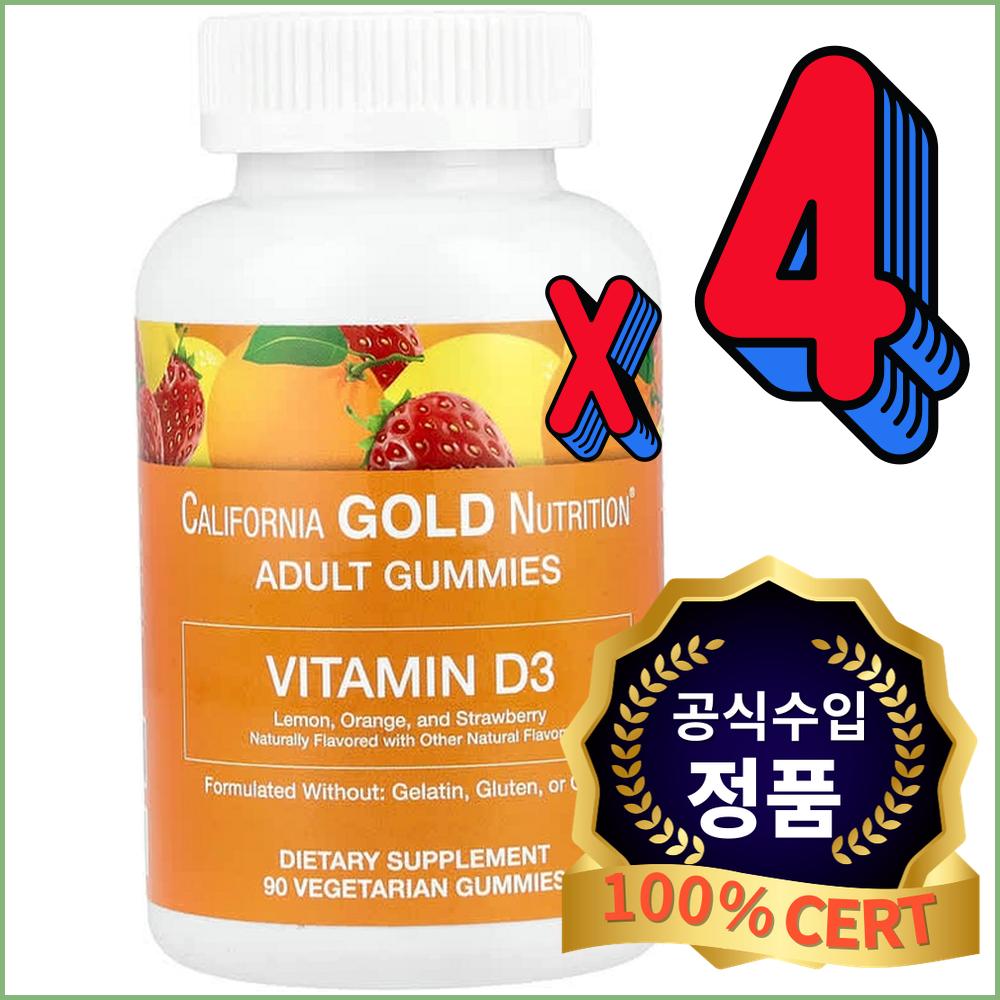 x 4
CALIFORNIA GOLD NUTRITION®
ADULT GUMMIES
VITAMIN D3
Lemon, Orange, and Strawberry
Naturally Flavored with Other Natural Flavors
Formulated Without: Gelatin, Gluten, or
DIETARY SUPPLEMENT
90 VEGETARIAN GUMMIES
공식수입
정품
100% CERT